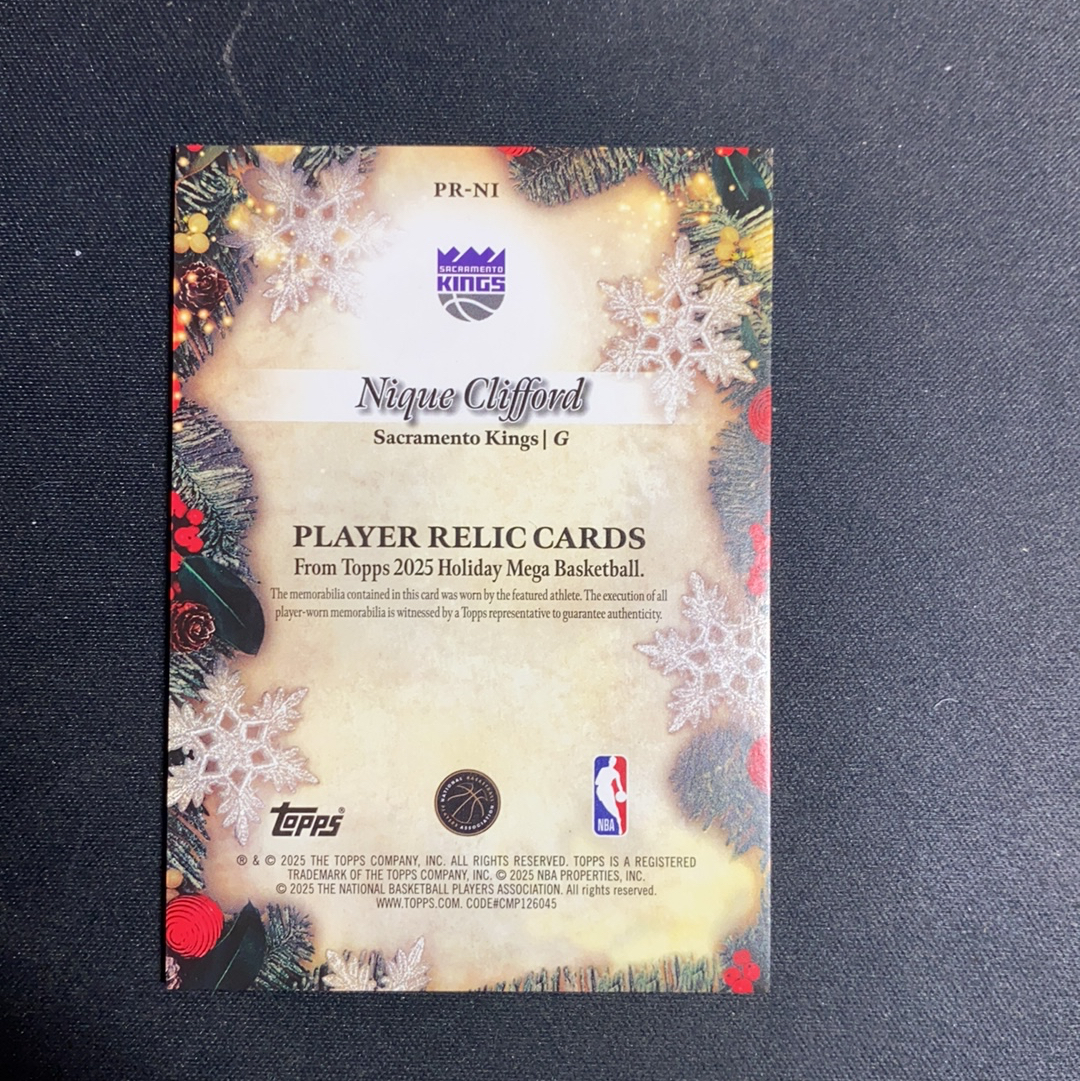 PR-NI
SACRAMENTO
KINGS
Nique Clifford
Sacramento Kings | G
PLAYER RELIC CARDS
From Topps 2025 Holiday Mega Basketball.
The memorabilia contained in this card was worn by the featured athlete. The execution of all
player-worn memorabilia is witnessed by a Topps representative to guarantee authenticity.
Topps®
NATIONAL BASKETBALL PLAYERS ASSOCIATION
NBA
® & © 2025 THE TOPPS COMPANY, INC. ALL RIGHTS RESERVED. TOPPS IS A REGISTERED
TRADEMARK OF THE TOPPS COMPANY, INC. © 2025 NBA PROPERTIES, INC.
© 2025 THE NATIONAL BASKETBALL PLAYERS ASSOCIATION. All rights reserved.
WWW.TOPPS.COM. CODE#CMP126045